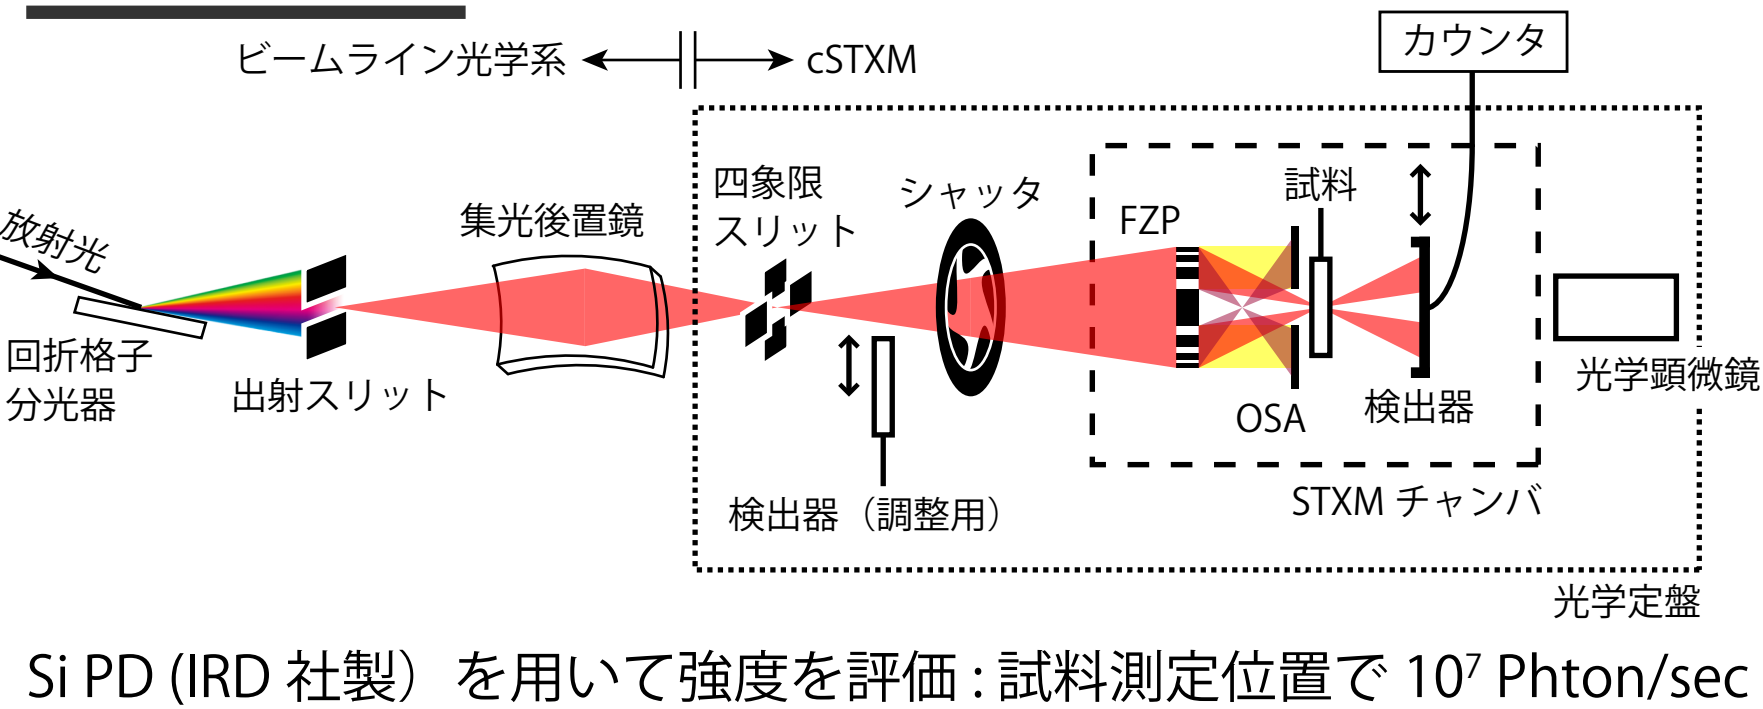 ビームライン光学系
cSTXM
カウンタ
放射光
回折格子
分光器
出射スリット
集光後置鏡
四象限
スリット
シャッタ
検出器（調整用）
FZP
OSA
試料
検出器
STXM チャンバ
光学顕微鏡
光学定盤
Si PD (IRD 社製）を用いて強度を評価 : 試料測定位置で 10⁷ Phton/sec